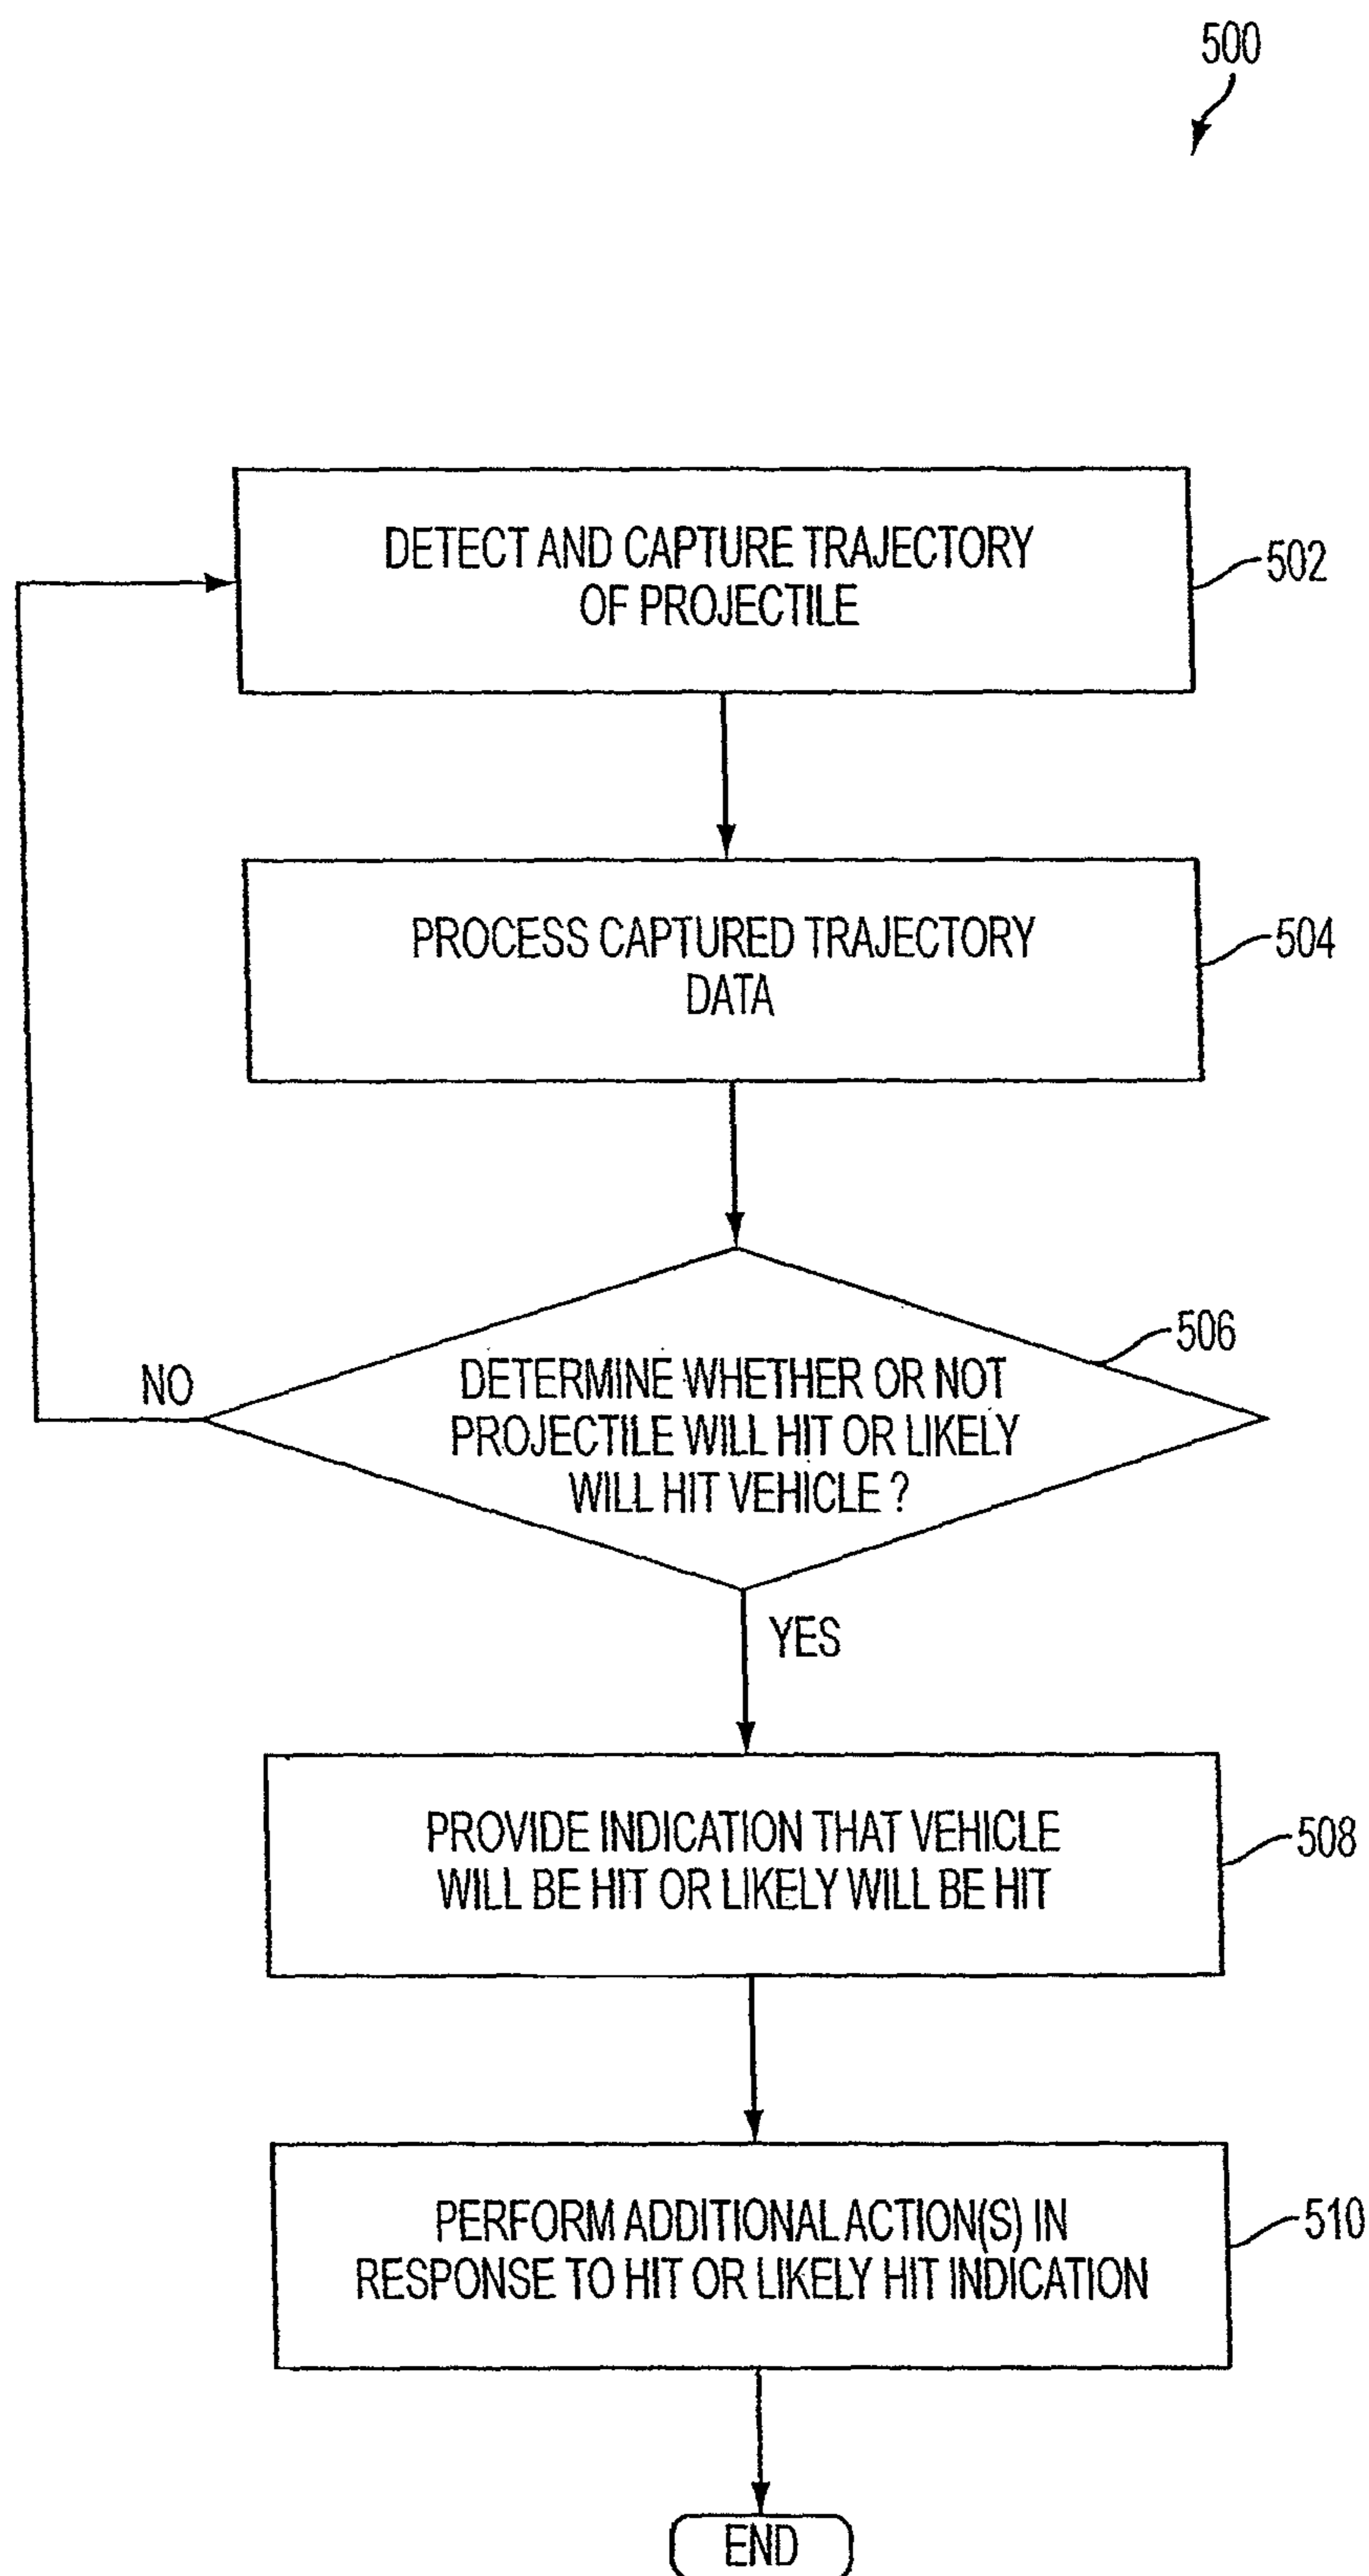 500
DETECT AND CAPTURE TRAJECTORY
OF PROJECTILE
502
PROCESS CAPTURED TRAJECTORY
DATA
504
506
DETERMINE WHETHER OR NOT
PROJECTILE WILL HIT OR LIKELY
WILL HIT VEHICLE ?
NO
YES
PROVIDE INDICATION THAT VEHICLE
WILL BE HIT OR LIKELY WILL BE HIT
508
PERFORM ADDITIONAL ACTION(S) IN
RESPONSE TO HIT OR LIKELY HIT INDICATION
510
END